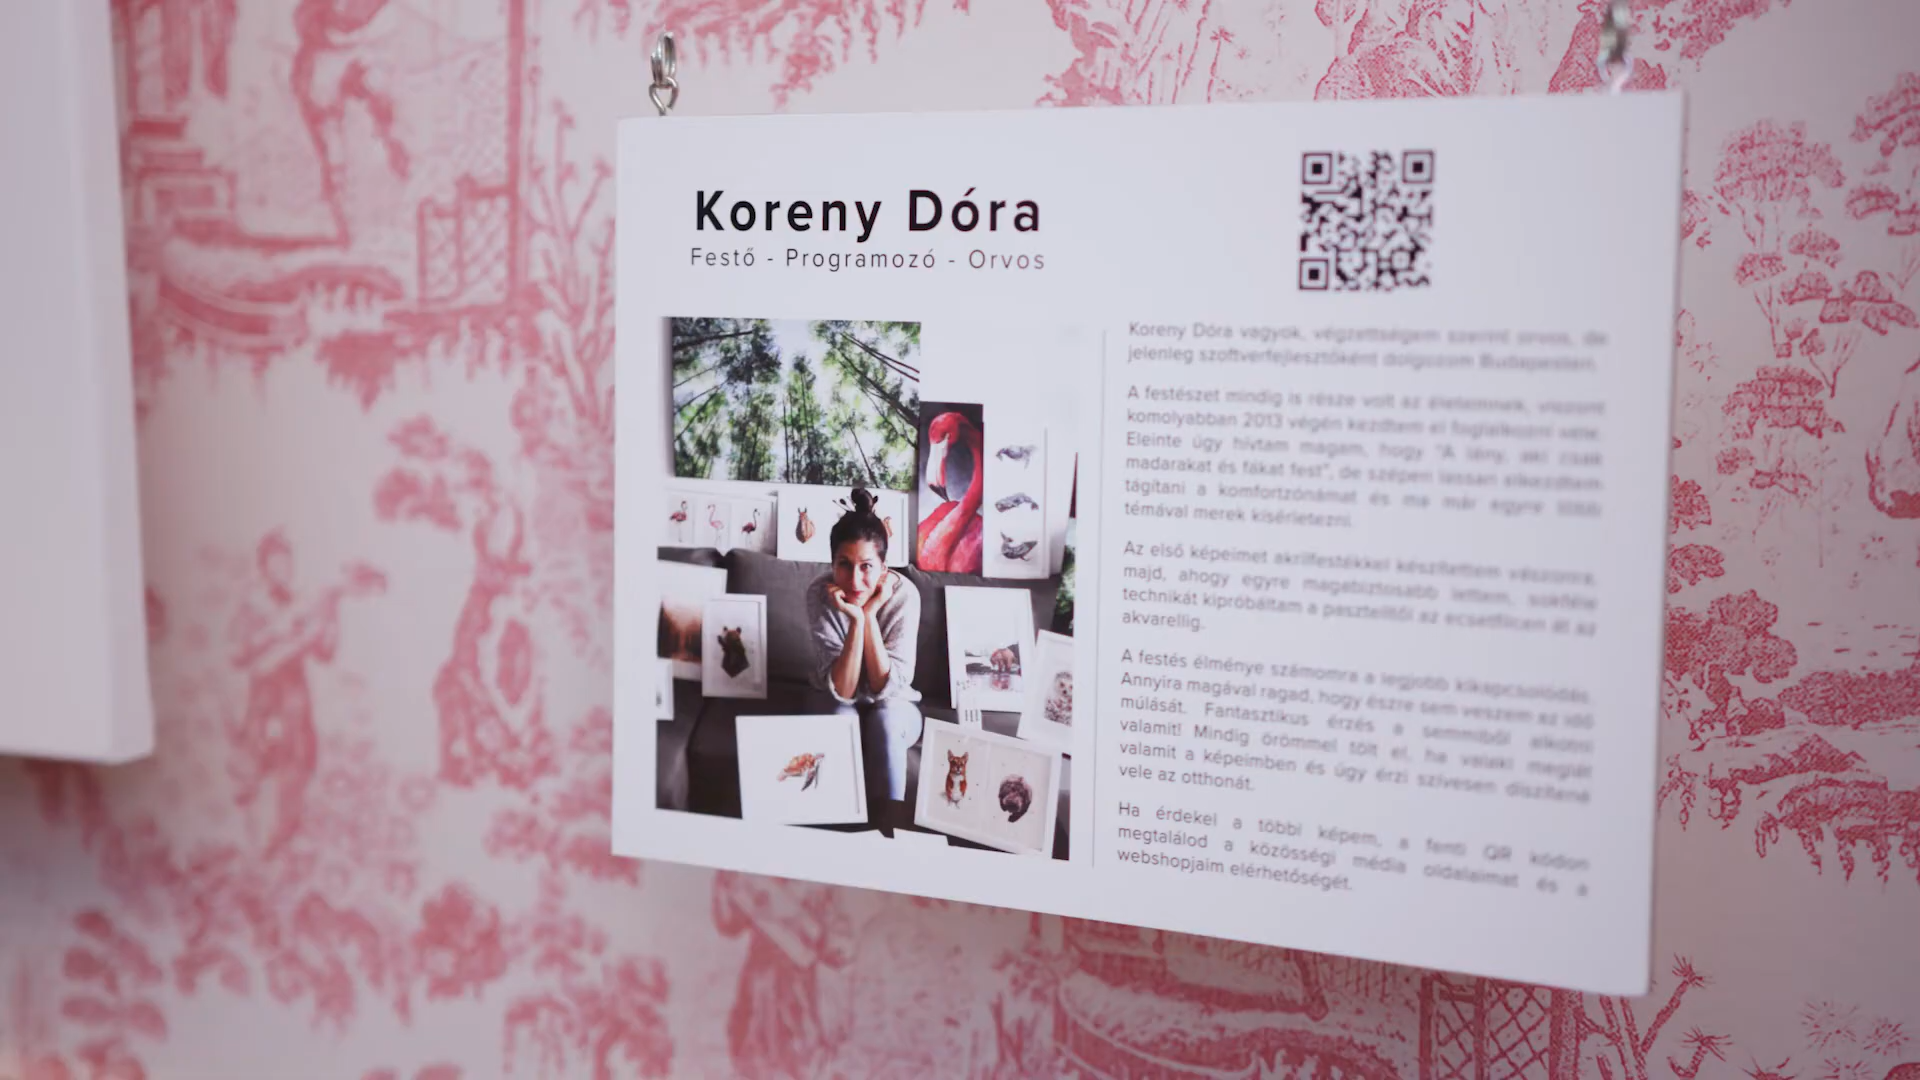 Koreny Dóra
Festő - Programozó - Orvos
Koreny Dóra vagyok, végzettségem szerint orvos, de
jelenleg szoftverfejlesztőként dolgozom Budapesten.
A festészet mindig is része volt az életemnek, viszont
komolyabban 2013 végén kezdtem el foglalkozni vele.
Eleinte úgy hívtam magam, hogy "A lány, aki csak
madarakat és fákat fest", de szépen lassan elkezdtem
tágítani a komfortzónámat és ma már egyre több
témával merek kísérletezni.
Az első képeimet akrilfestékkel készítettem vászonra,
majd, ahogy egyre magabiztosabb lettem, sokféle
technikát kipróbáltam a pasztelltől az ecsetfilcen át az
akvarellig.
A festés élménye számomra a legjobb kikapcsolódás.
Annyira magával ragad, hogy észre sem veszem az idő
múlását. Fantasztikus érzés a semmiből alkotni
valamit! Mindig örömmel tölt el, ha valaki meglát
valamit a képeimben és úgy érzi szívesen díszítené
vele az otthonát.
Ha érdekel a többi képem, a fenti QR kódon
megtalálod a közösségi média oldalaimat és a
webshopjaim elérhetőségét.